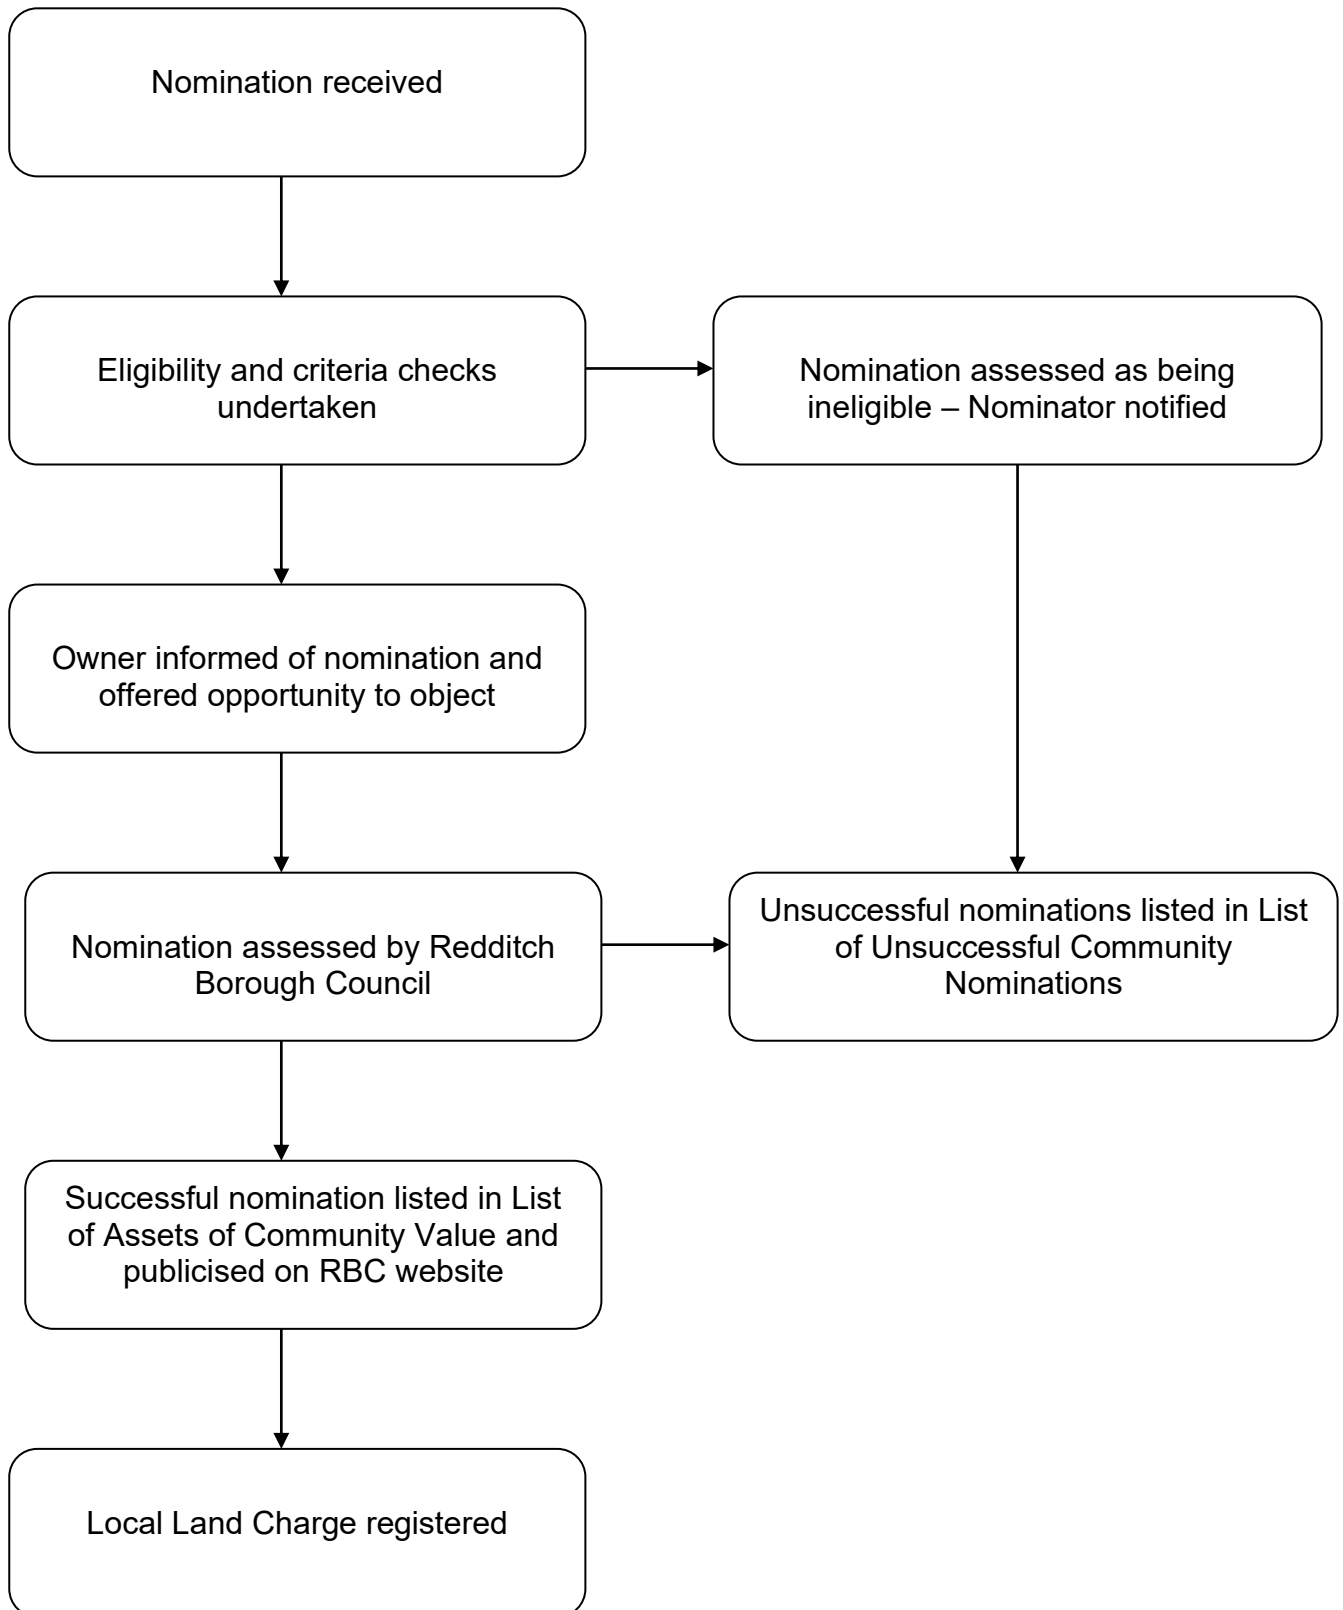 Nomination received
Eligibility and criteria checks
undertaken
Nomination assessed as being
ineligible – Nominator notified
Owner informed of nomination and
offered opportunity to object
Nomination assessed by Redditch
Borough Council
Unsuccessful nominations listed in List
of Unsuccessful Community
Nominations
Successful nomination listed in List
of Assets of Community Value and
publicised on RBC website
Local Land Charge registered